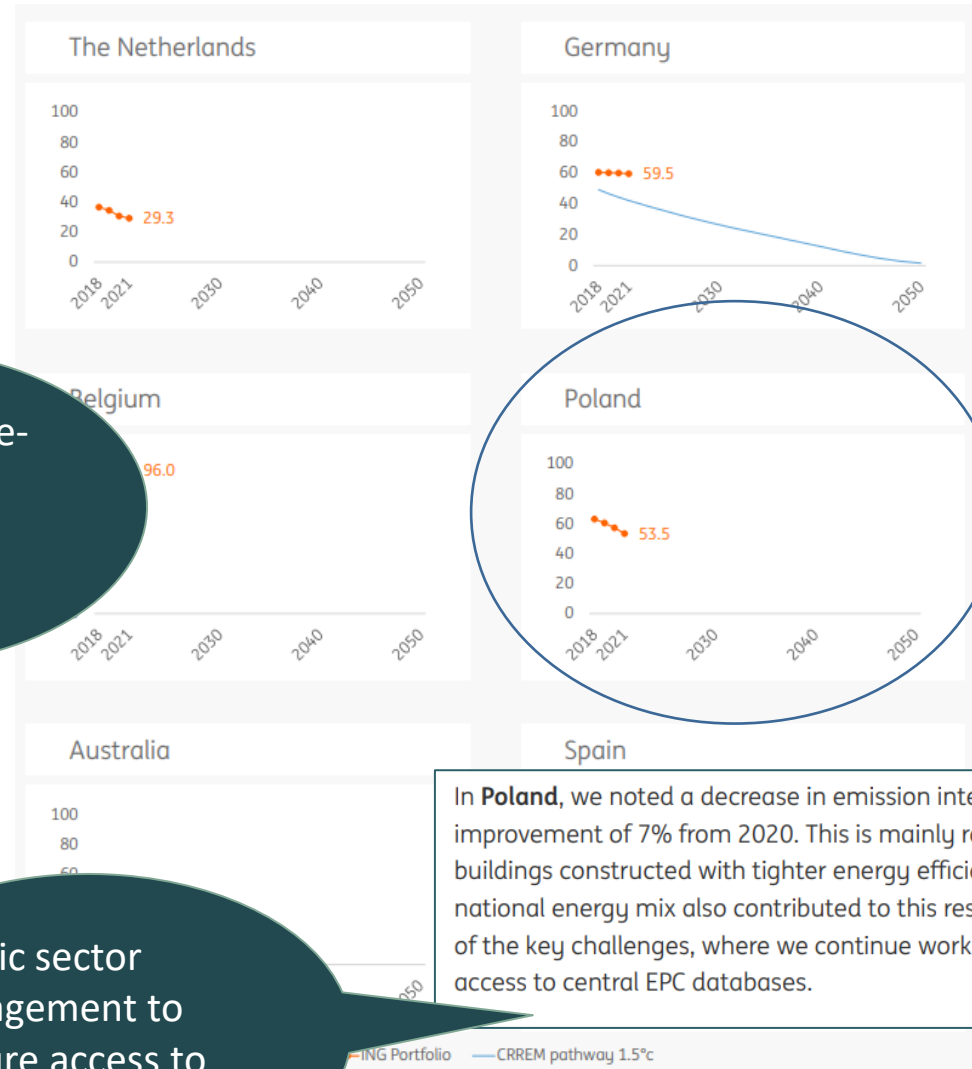 The Netherlands
100
80
60
40
20
0
29.3
2018
2021
2030
2040
2050
Germany
100
80
60
40
20
0
59.5
2018
2021
2030
2040
2050
Belgium
96.0
2018
2021
2030
2040
2050
Poland
100
80
60
40
20
0
53.5
2018
2021
2030
2040
2050
Australia
100
80
Spain
In Poland, we noted a decrease in emission inte
improvement of 7% from 2020. This is mainly r
buildings constructed with tighter energy effici
national energy mix also contributed to this res
of the key challenges, where we continue work
access to central EPC databases.
e-
ic sector
agement to
ure access to
ING Portfolio
CRREM pathway 1.5°c